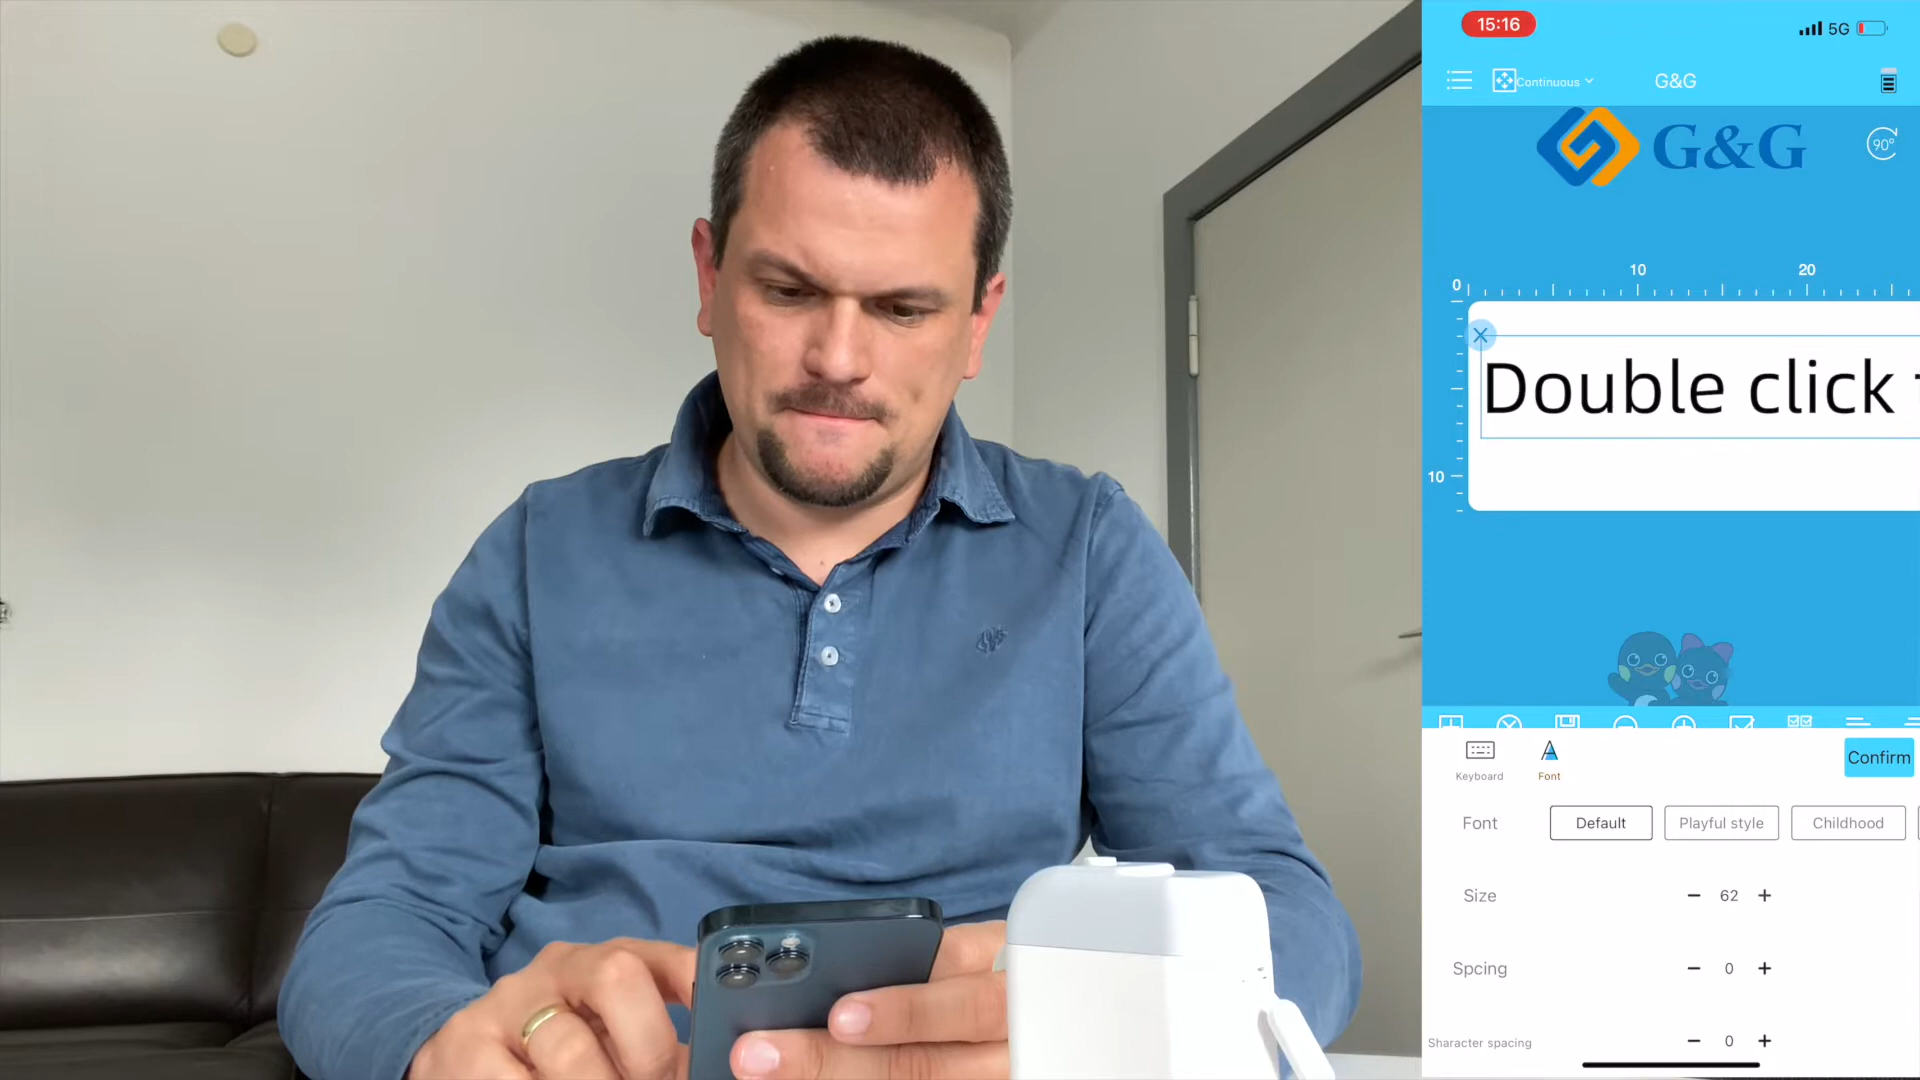 15:16
5G
Continuous
G&G
G&G
90°
10 20
0
Double click
10
Keyboard Font
Confirm
Font Default Playful style Childhood
Size − 62 +
Spcing − 0 +
Sharacter spacing − 0 +